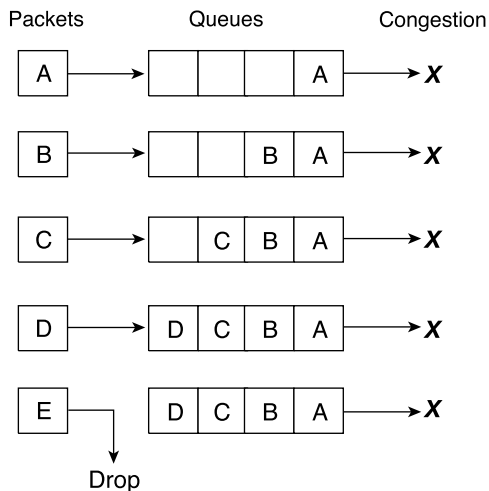 Packets Queues Congestion
A A X
B B A X
C C B A X
D D C B A X
E D C B A X
Drop